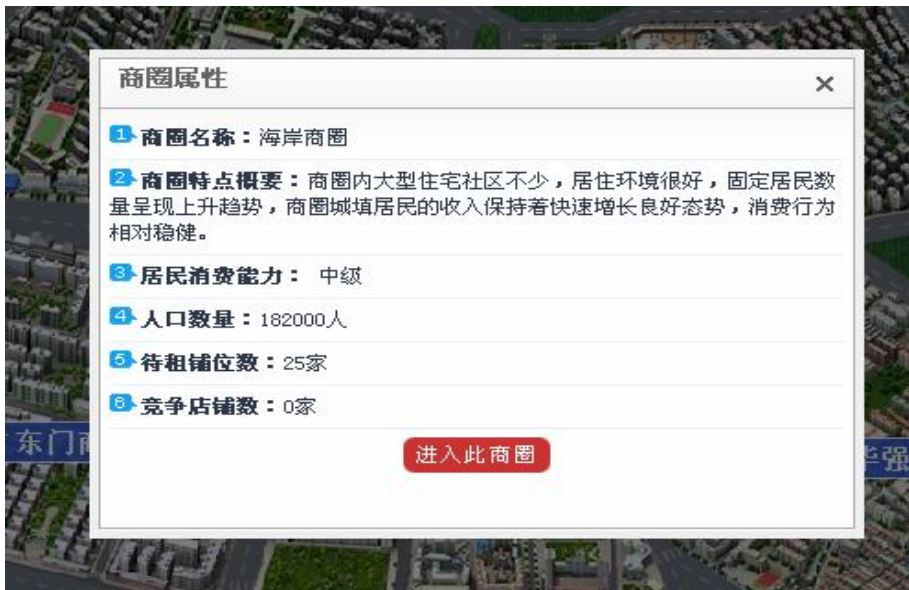 商圈属性
×
1 商圈名称：海岸商圈
2 商圈特点概要：商圈内大型住宅社区不少，居住环境很好，固定居民数
量呈现上升趋势，商圈城填居民的收入保持着快速增长良好态势，消费行为
相对稳健。
3 居民消费能力： 中级
4 人口数量：182000人
5 待租铺位数：25家
6 竞争店铺数：0家
东门商
华强
进入此商圈